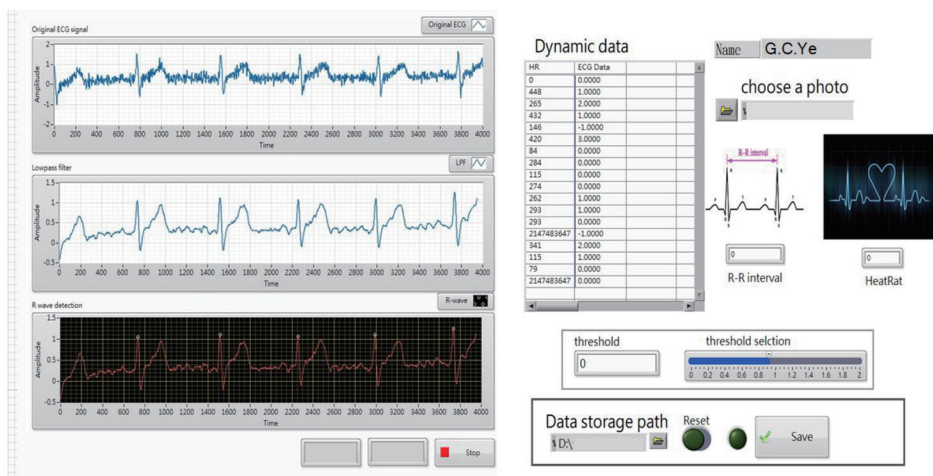 Original ECG signal
Original ECG
Amplitude
2
1
0
-1
-2
0 200 400 600 800 1000 1200 1400 1600 1800 2000 2200 2400 2600 2800 3000 3200 3400 3600 3800 4000
Time
Lowpass filter
LPF
Amplitude
1.5
1
0.5
0
-0.5
0 200 400 600 800 1000 1200 1400 1600 1800 2000 2200 2400 2600 2800 3000 3200 3400 3600 3800 4000
Time
R wave detection
R-wave
Amplitude
1.5
1
0.5
0
-0.5
0 200 400 600 800 1000 1200 1400 1600 1800 2000 2200 2400 2600 2800 3000 3200 3400 3600 3800 4000
Time
Stop
Dynamic data
HR ECG Data
0 0.0000
448 1.0000
265 2.0000
432 1.0000
146 -1.0000
420 3.0000
84 0.0000
284 0.0000
115 0.0000
274 0.0000
262 1.0000
293 1.0000
293 0.0000
2147483647 -1.0000
341 2.0000
115 1.0000
79 0.0000
2147483647 0.0000
Name G.C.Ye
choose a photo
R-R interval
R R
P T P T
0
R-R interval
0
HeatRat
threshold
0
threshold selction
0 0.2 0.4 0.6 0.8 1 1.2 1.4 1.6 1.8 2
Data storage path
D:\
Reset
Save